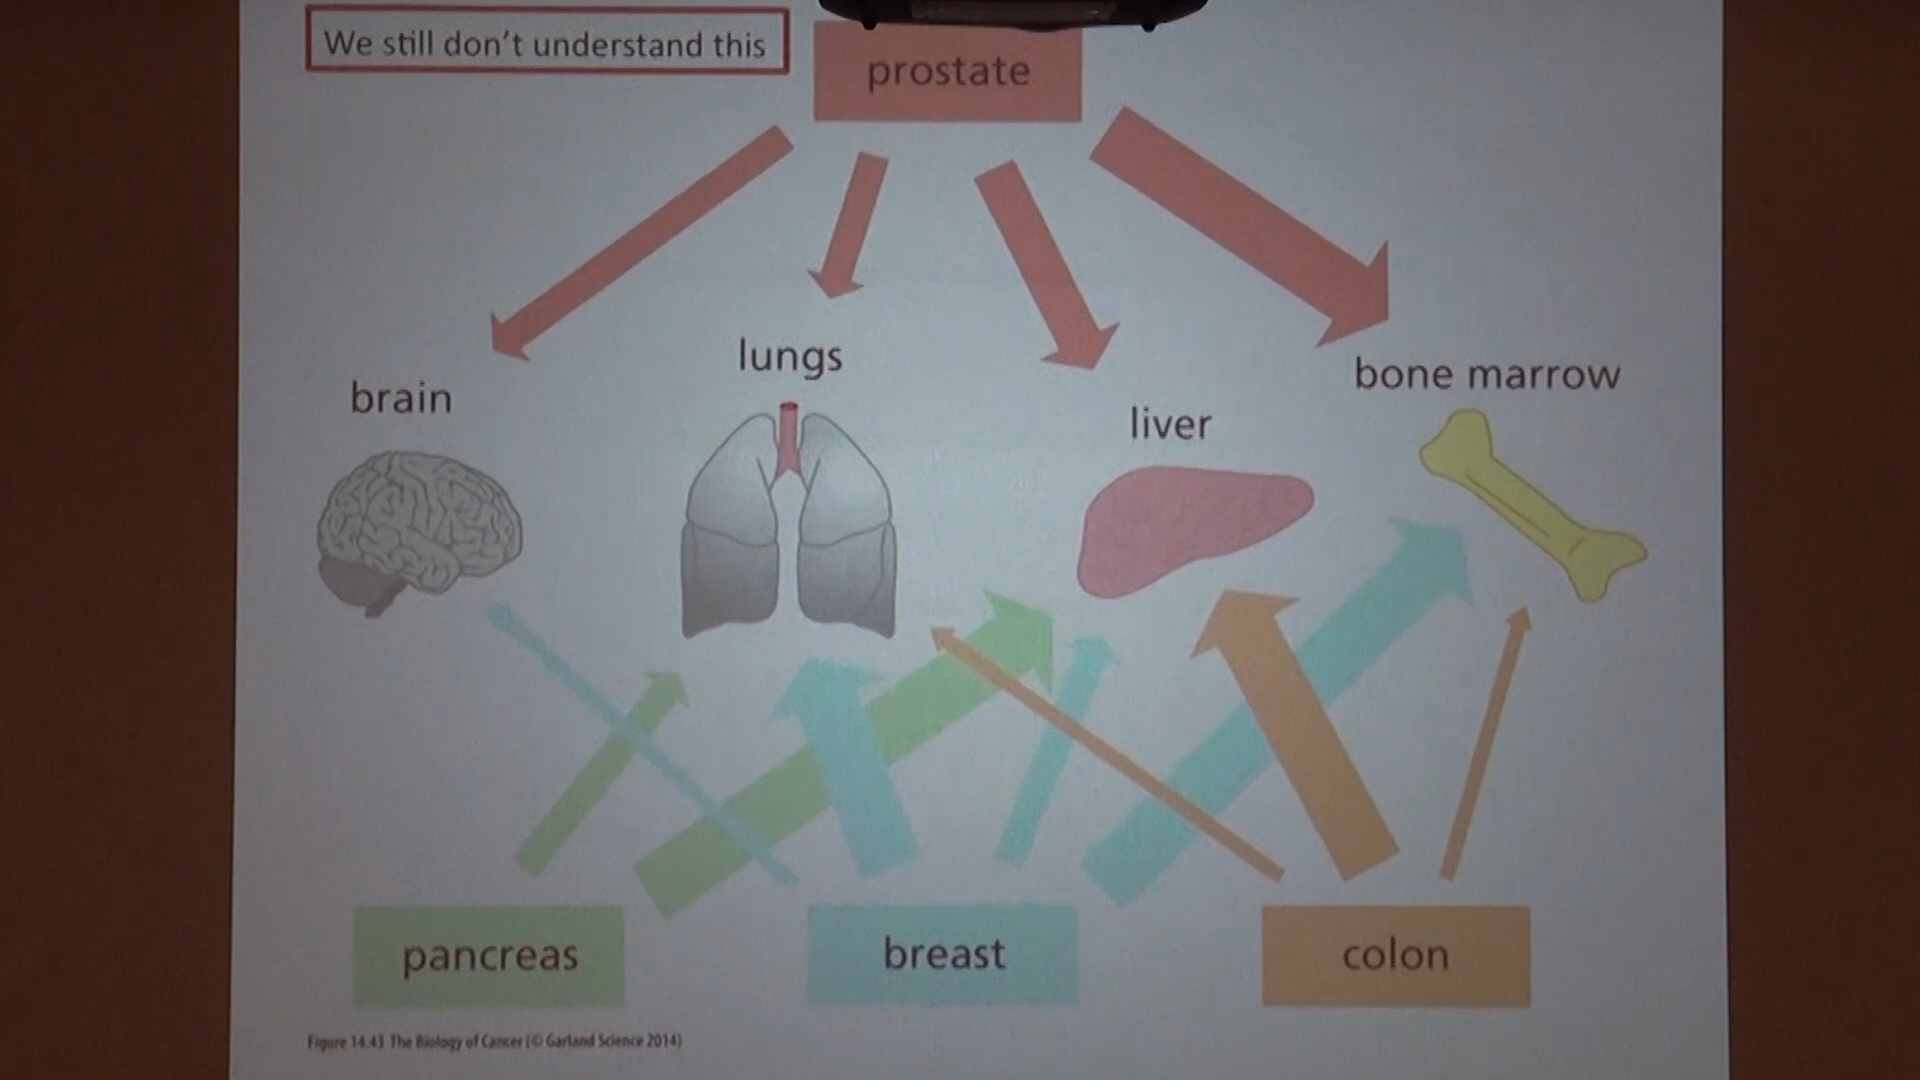 We still don't understand this
prostate
brain
lungs
liver
bone marrow
pancreas
breast
colon
Figure 14.43 The Biology of Cancer (© Garland Science 2014)